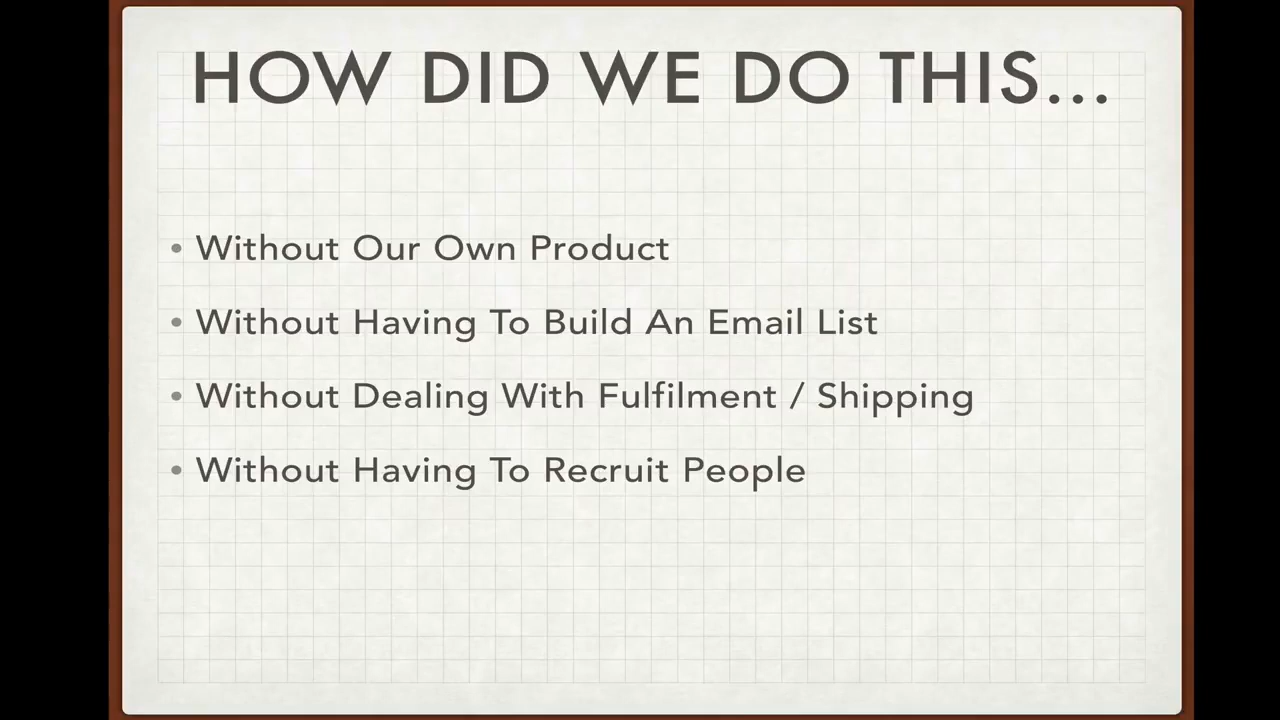 HOW DID WE DO THIS...
• Without Our Own Product
• Without Having To Build An Email List
• Without Dealing With Fulfilment / Shipping
• Without Having To Recruit People